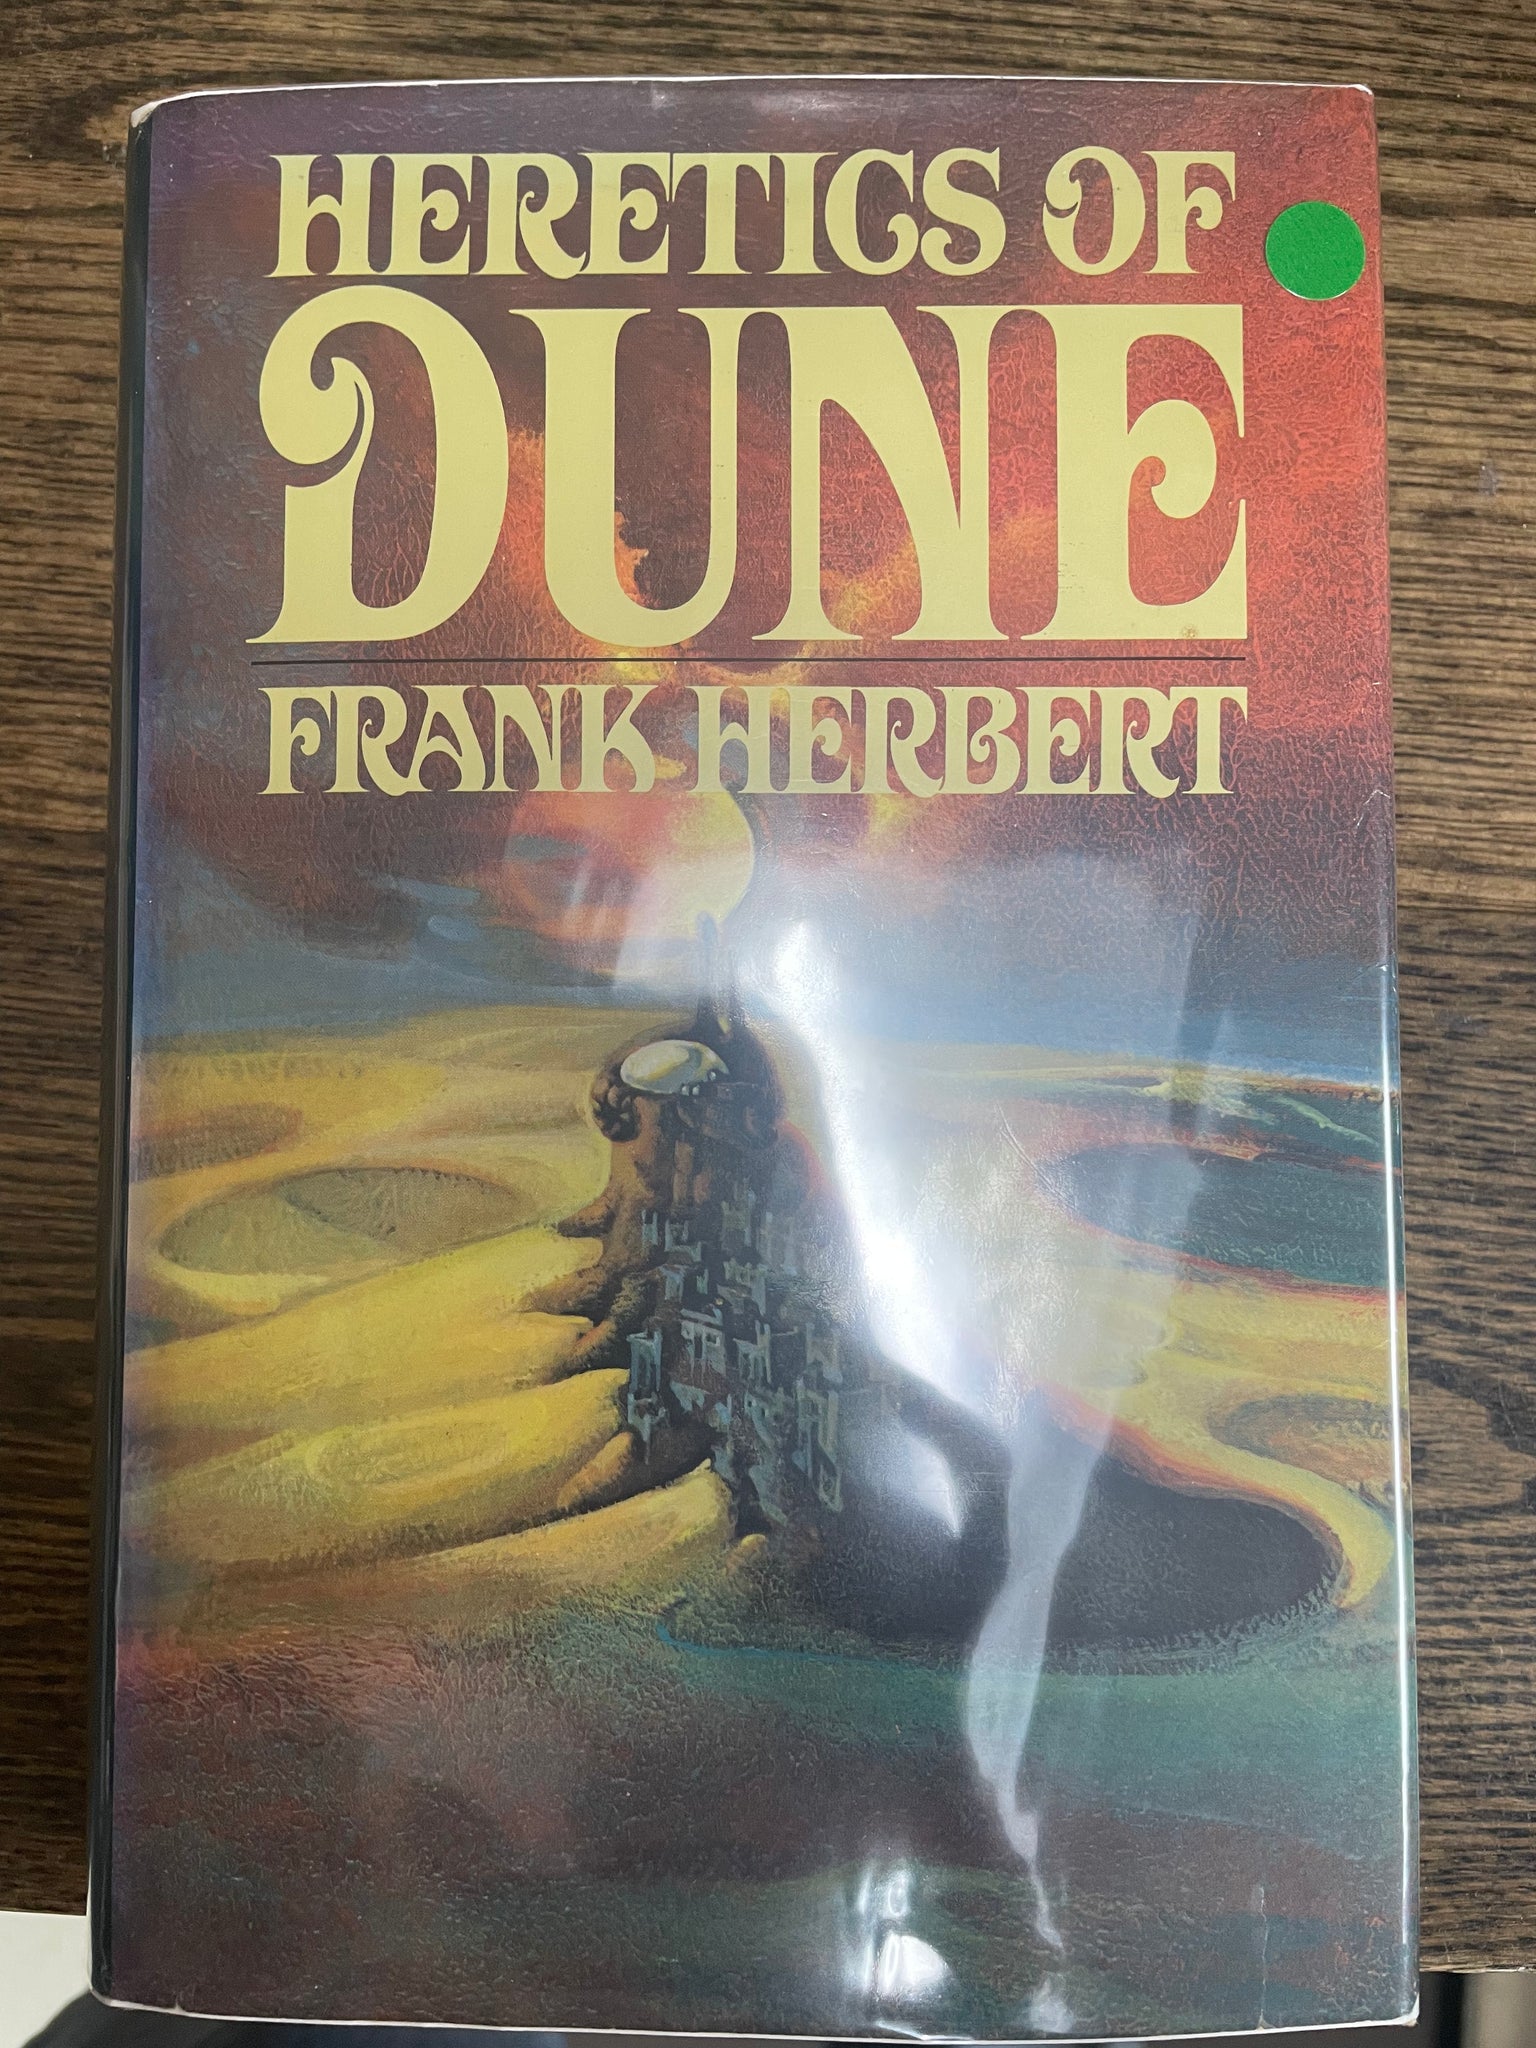 HERETICS OF
DUNE
FRANK HERBERT